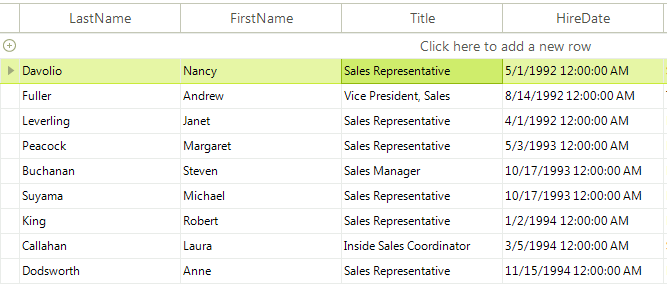 LastName FirstName Title HireDate
Click here to add a new row
Davolio Nancy Sales Representative 5/1/1992 12:00:00 AM
Fuller Andrew Vice President, Sales 8/14/1992 12:00:00 AM
Leverling Janet Sales Representative 4/1/1992 12:00:00 AM
Peacock Margaret Sales Representative 5/3/1993 12:00:00 AM
Buchanan Steven Sales Manager 10/17/1993 12:00:00 AM
Suyama Michael Sales Representative 10/17/1993 12:00:00 AM
King Robert Sales Representative 1/2/1994 12:00:00 AM
Callahan Laura Inside Sales Coordinator 3/5/1994 12:00:00 AM
Dodsworth Anne Sales Representative 11/15/1994 12:00:00 AM